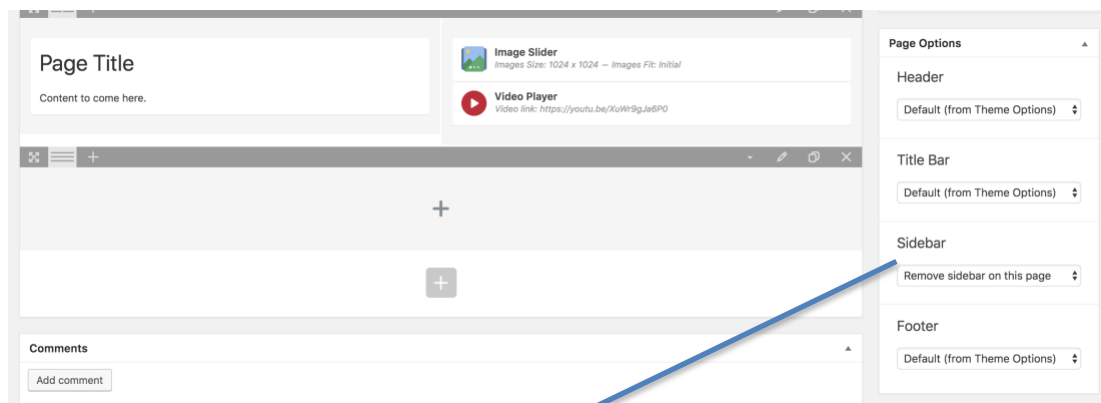 Page Title
Content to come here.
Image Slider
Images Size: 1024 x 1024 — Images Fit: Initial
Video Player
Video link: https://youtu.be/XuWr9gJa6P0
Comments
Add comment
Page Options
Header
Default (from Theme Options)
Title Bar
Default (from Theme Options)
Sidebar
Remove sidebar on this page
Footer
Default (from Theme Options)